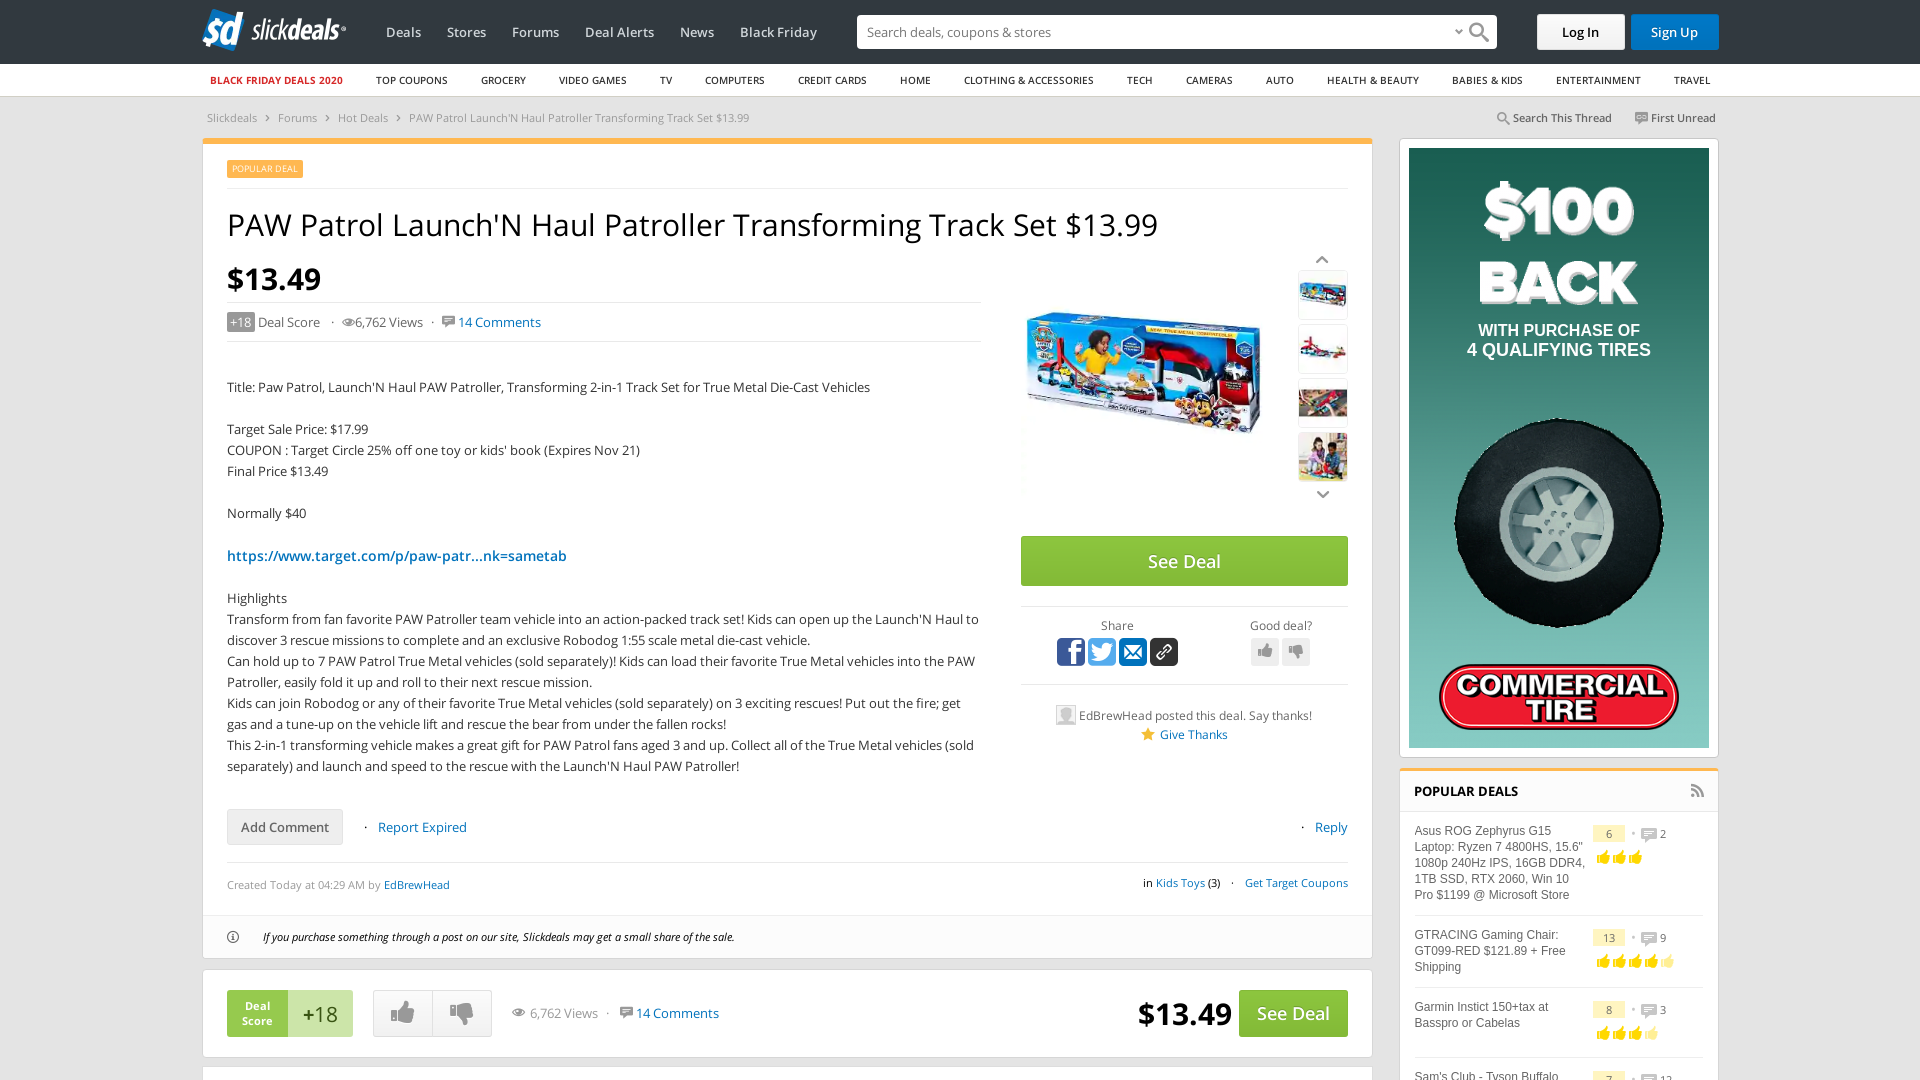 slickdeals
Deals
Stores
Forums
Deal Alerts
News
Black Friday
Search deals, coupons & shops
Log In
Sign Up
BLACK FRIDAY DEALS 2020
TOP COUPONS
GROCERY
VIDEO GAMES
TV
COMPUTERS
CREDIT CARDS
HOME
CLOTHING & ACCESSORIES
TECH
CAMERAS
AUTO
HEALTH & BEAUTY
BABIES & KIDS
ENTERTAINMENT
TRAVEL
Slickdeals > Forums > Hot Deals > PAW Patrol Launch'N Haul Patroller Transforming Track Set $13.99
Search This Thread
First Unread
POPULAR DEAL
PAW Patrol Launch'N Haul Patroller Transforming Track Set $13.99
$13.49
+18 Deal Score · 6,762 Views · 14 Comments
Title: Paw Patrol, Launch'N Haul PAW Patroller, Transforming 2-in-1 Track Set for True Metal Die-Cast Vehicles
Target Sale Price: $17.99
COUPON : Target Circle 25% off one toy or kids' book (Expires Nov 21)
Final Price $13.49
Normally $40
https://www.target.com/p/paw-patr...nk=sametab
Highlights
Transform from fan favorite PAW Patroller team vehicle into an action-packed track set! Kids can open up the Launch'N Haul to
discover 3 rescue missions to complete and an exclusive Robodog 1:55 scale metal die-cast vehicle.
Can hold up to 7 PAW Patrol True Metal vehicles (sold separately)! Kids can load their favorite True Metal vehicles into the PAW
Patroller, easily fold it up and roll to their next rescue mission.
Kids can join Robodog or any of their favorite True Metal vehicles (sold separately) on 3 exciting rescues! Put out the fire; get
gas and a tune-up on the vehicle lift and rescue the bear from under the fallen rocks!
This 2-in-1 transforming vehicle makes a great gift for PAW Patrol fans aged 3 and up. Collect all of the True Metal vehicles (sold
separately) and launch and speed to the rescue with the Launch'N Haul PAW Patroller!
See Deal
Share
Good deal?
EdBrewHead posted this deal. Say thanks!
Give Thanks
Add Comment
· Report Expired
· Reply
Created Today at 04:29 AM by EdBrewHead
in Kids Toys (3) · Get Target Coupons
If you purchase something through a post on our site, Slickdeals may get a small share of the sale.
Deal
Score
+18
6,762 Views · 14 Comments
$13.49
See Deal
$100
BACK
WITH PURCHASE OF
4 QUALIFYING TIRES
COMMERCIAL
TIRE
POPULAR DEALS
Asus ROG Zephyrus G15
Laptop: Ryzen 7 4800HS, 15.6"
1080p 240Hz IPS, 16GB DDR4,
1TB SSD, RTX 2060, Win 10
Pro $1199 @ Microsoft Store
6 · 2
GTRACING Gaming Chair:
GT099-RED $121.89 + Free
Shipping
13 · 9
Garmin Instict 150+tax at
Basspro or Cabelas
8 · 3
Sam's Club - Tyson Buffalo
7 · 12